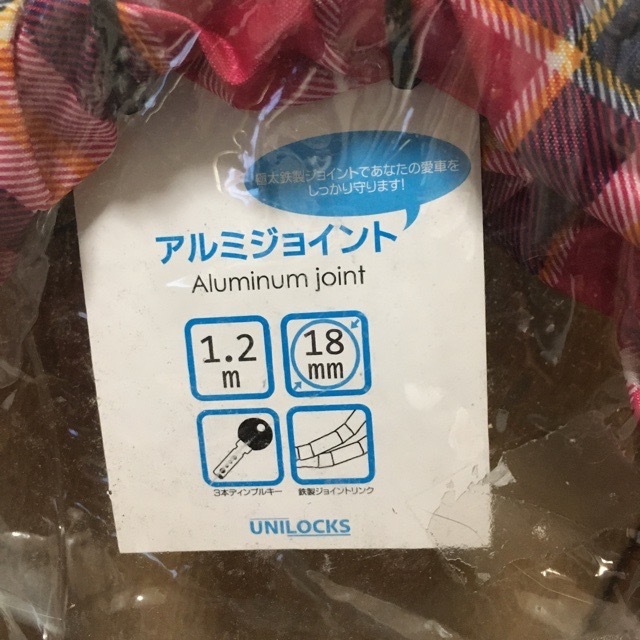 極太鉄製ジョイントであなたの愛車を
しっかり守ります!
アルミジョイント
Aluminum joint
1.2
m
18
mm
3本ディンプルキー
鉄製ジョイントリンク
UNILOCKS